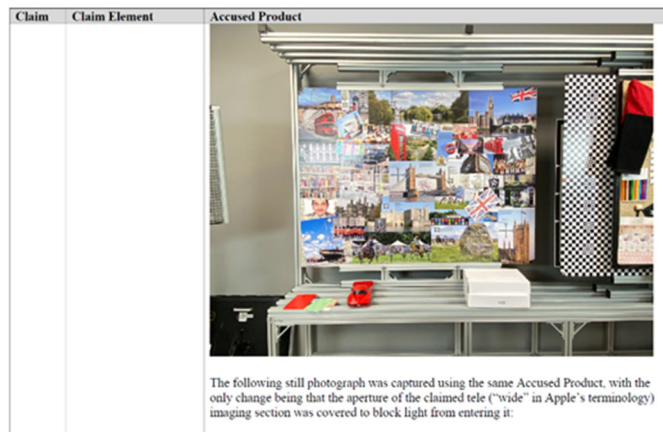 Claim Claim Element Accused Product
The following still photograph was captured using the same Accused Product, with the
only change being that the aperture of the claimed tele (“wide” in Apple’s terminology)
imaging section was covered to block light from entering it: